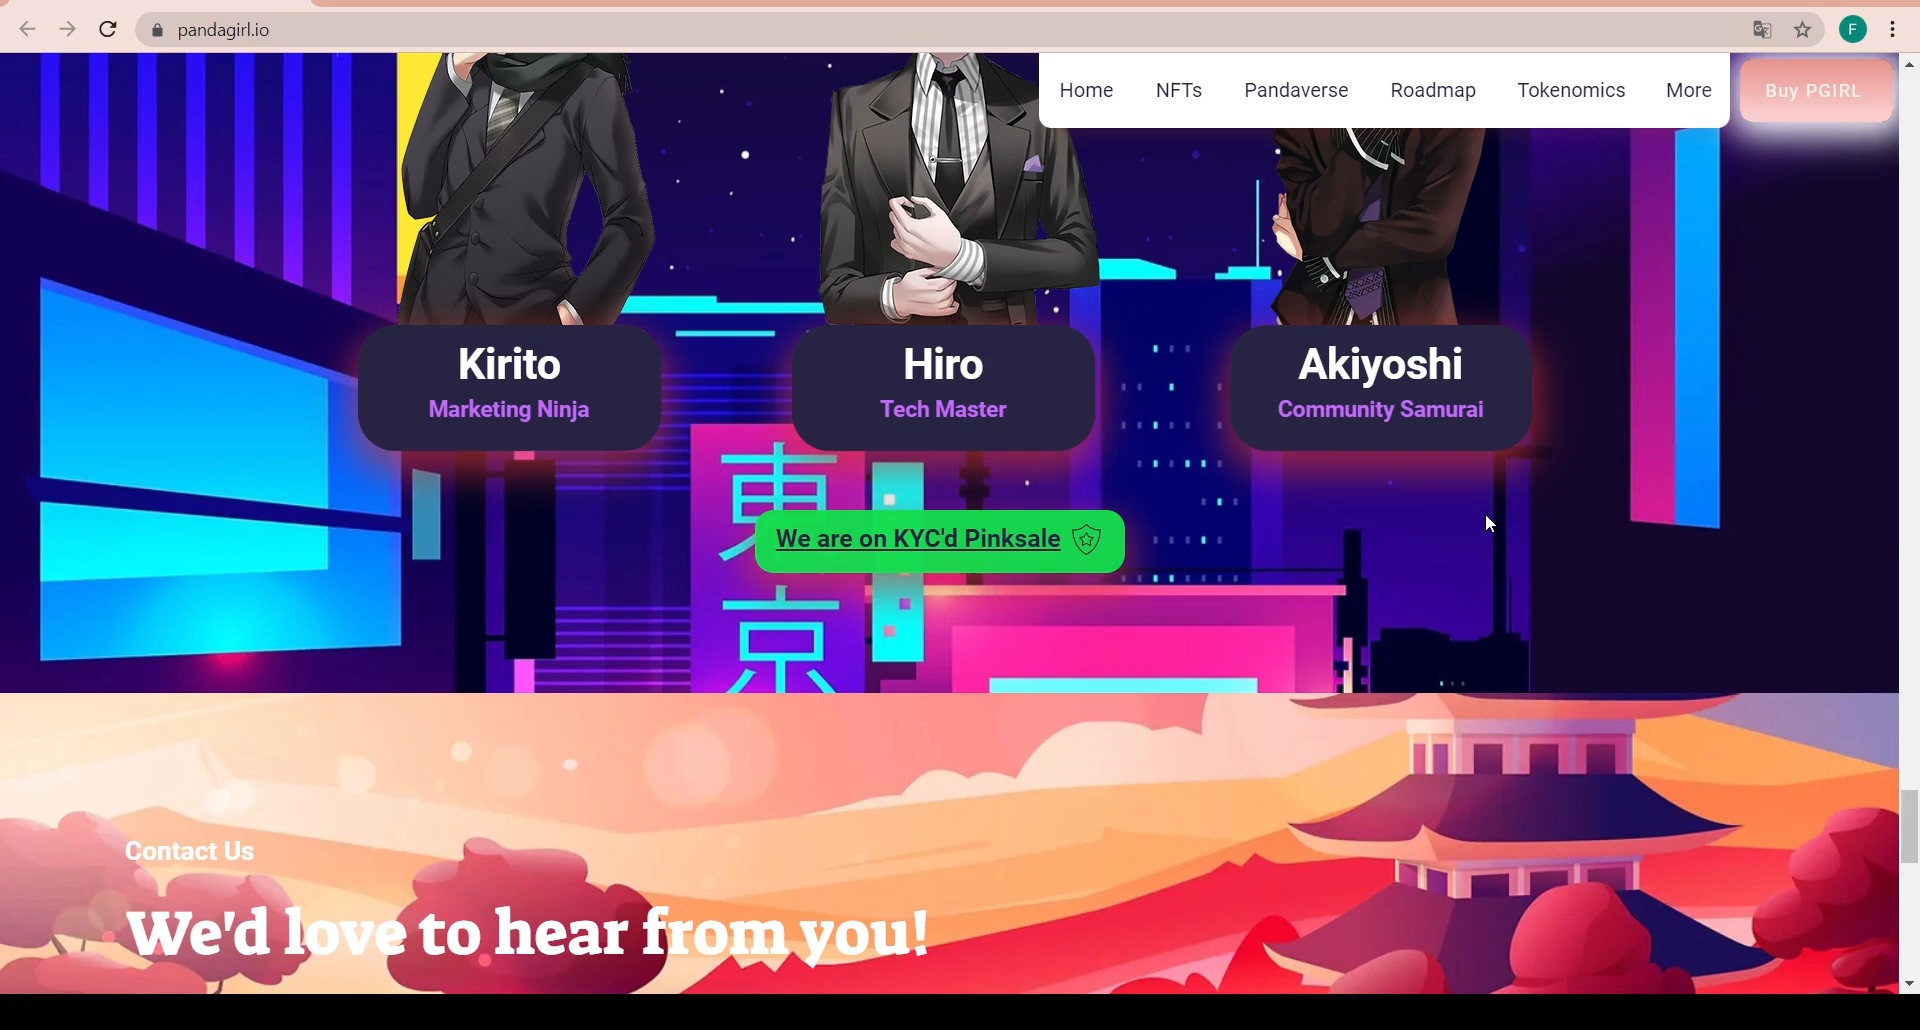 pandagirl.io
F
Home NFTs Pandaverse Roadmap Tokenomics More
Buy PGIRL
Kirito
Marketing Ninja
Hiro
Tech Master
Akiyoshi
Community Samurai
東京
We are on KYC'd Pinksale
Contact Us
We'd love to hear from you!